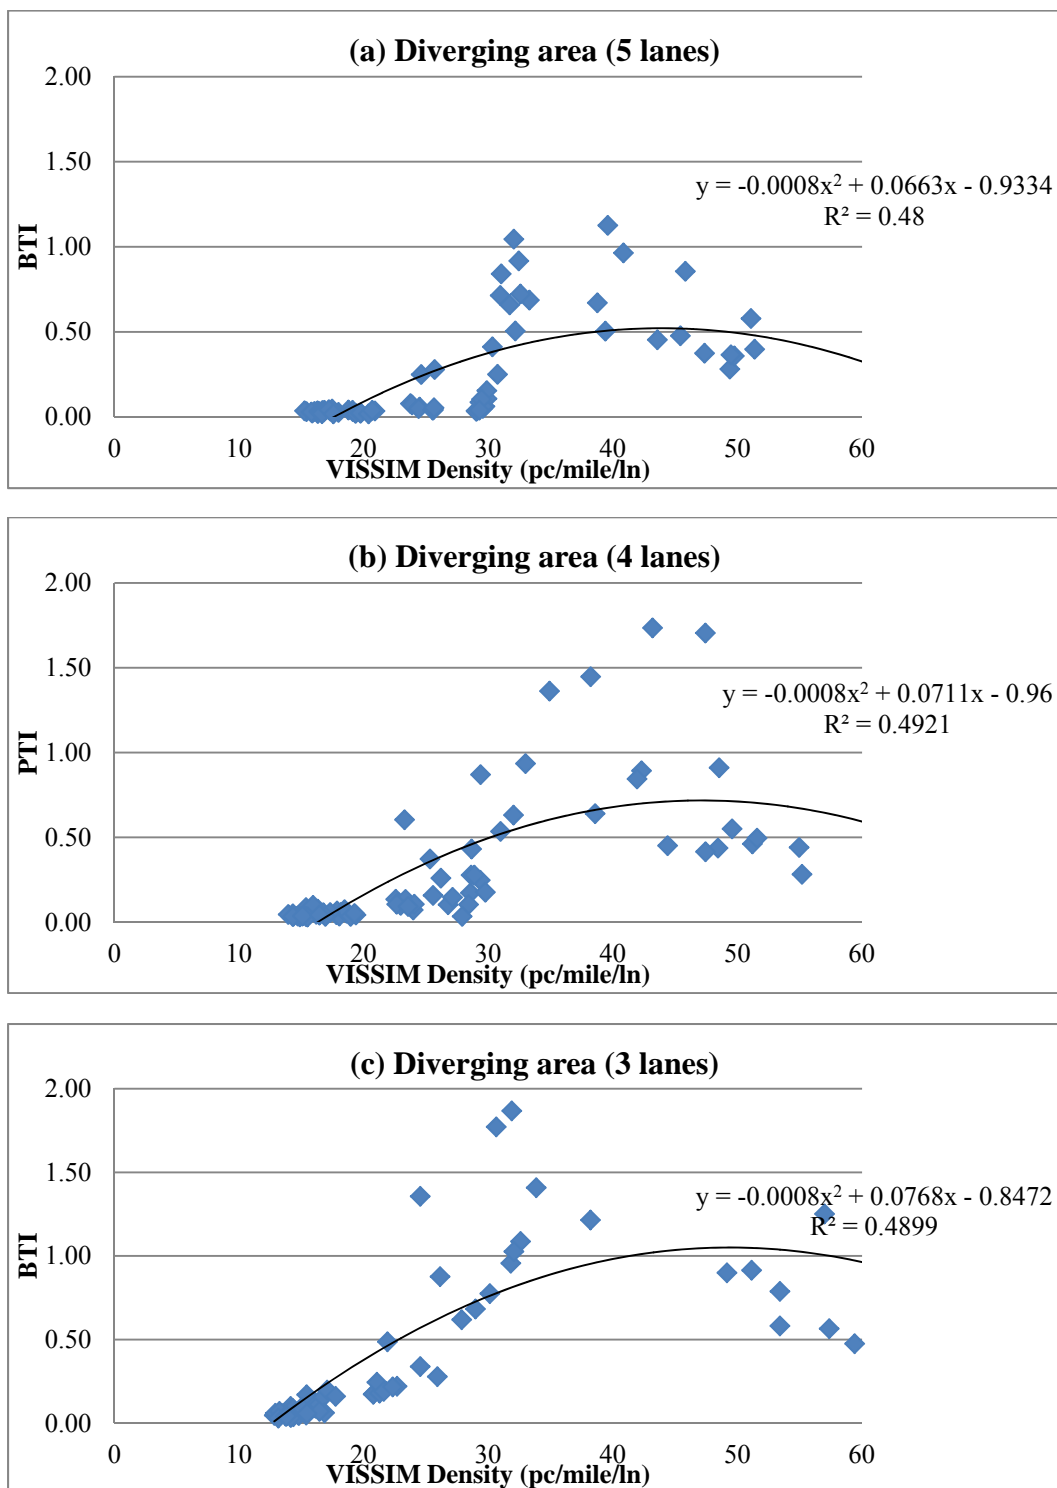 (a) Diverging area (5 lanes)
2.00
1.50
y = -0.0008x² + 0.0663x - 0.9334
R² = 0.48
1.00
BTI
0.50
0.00
0 10 20 30 40 50 60
VISSIM Density (pc/mile/ln)
(b) Diverging area (4 lanes)
2.00
1.50
y = -0.0008x² + 0.0711x - 0.96
R² = 0.4921
1.00
PTI
0.50
0.00
0 10 20 30 40 50 60
VISSIM Density (pc/mile/ln)
(c) Diverging area (3 lanes)
2.00
1.50
y = -0.0008x² + 0.0768x - 0.8472
R² = 0.4899
1.00
BTI
0.50
0.00
0 10 20 30 40 50 60
VISSIM Density (pc/mile/ln)